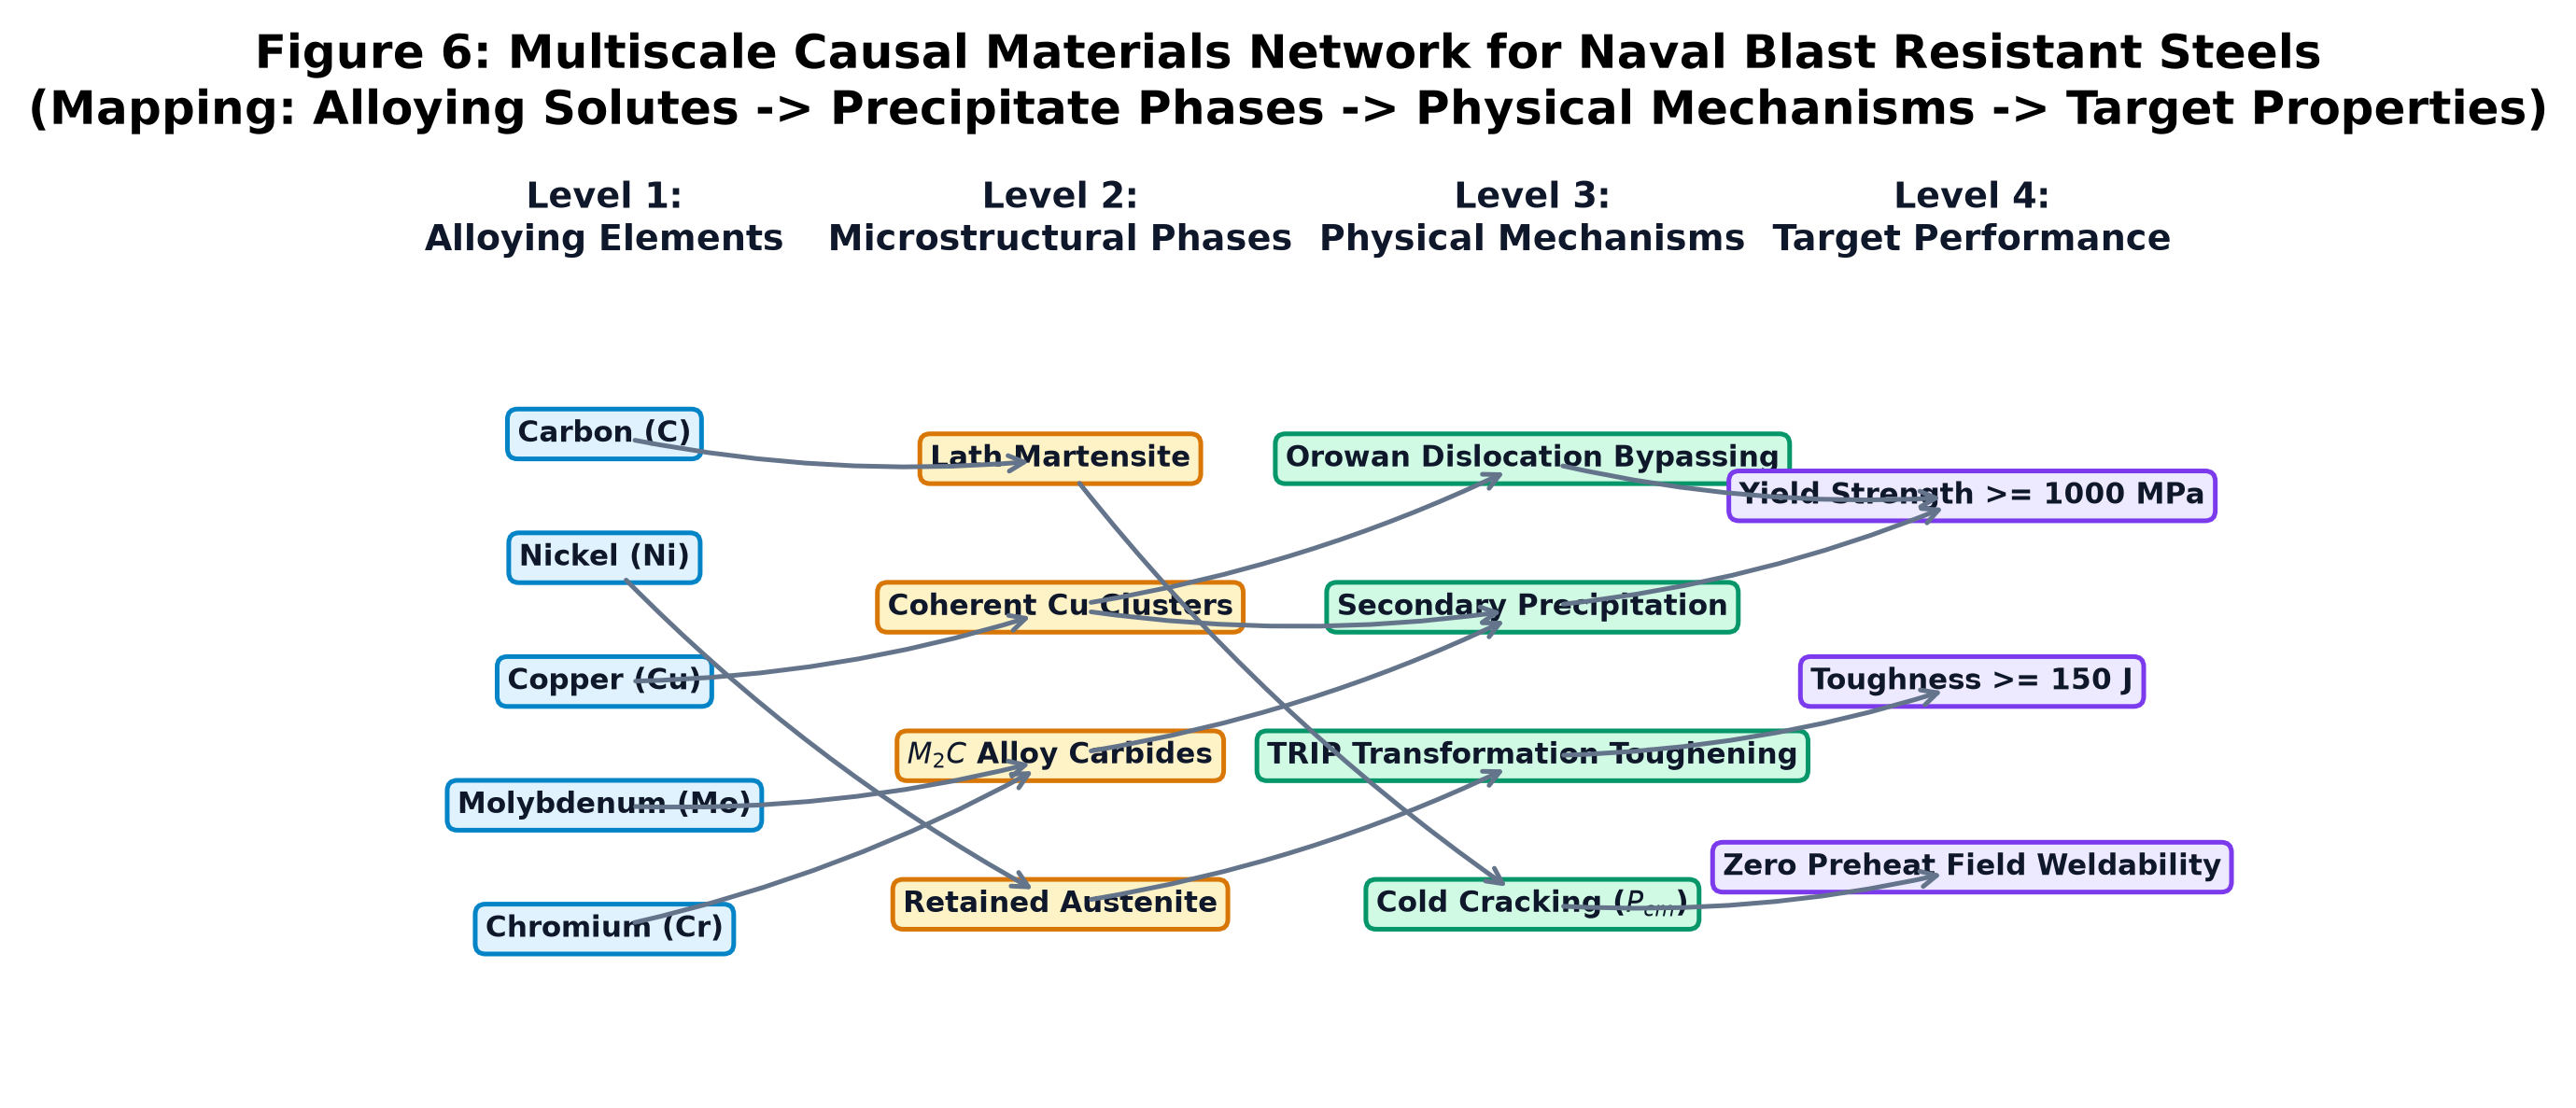 Figure 6: Multiscale Causal Materials Network for Naval Blast Resistant Steels
(Mapping: Alloying Solutes -> Precipitate Phases -> Physical Mechanisms -> Target Properties)
Level 1:
Alloying Elements
Level 2:
Microstructural Phases
Level 3:
Physical Mechanisms
Level 4:
Target Performance
Carbon (C)
Nickel (Ni)
Copper (Cu)
Molybdenum (Mo)
Chromium (Cr)
Lath Martensite
Coherent Cu Clusters
M₂C Alloy Carbides
Retained Austenite
Orowan Dislocation Bypassing
Secondary Precipitation
TRIP Transformation Toughening
Cold Cracking (P_cm)
Yield Strength >= 1000 MPa
Toughness >= 150 J
Zero Preheat Field Weldability